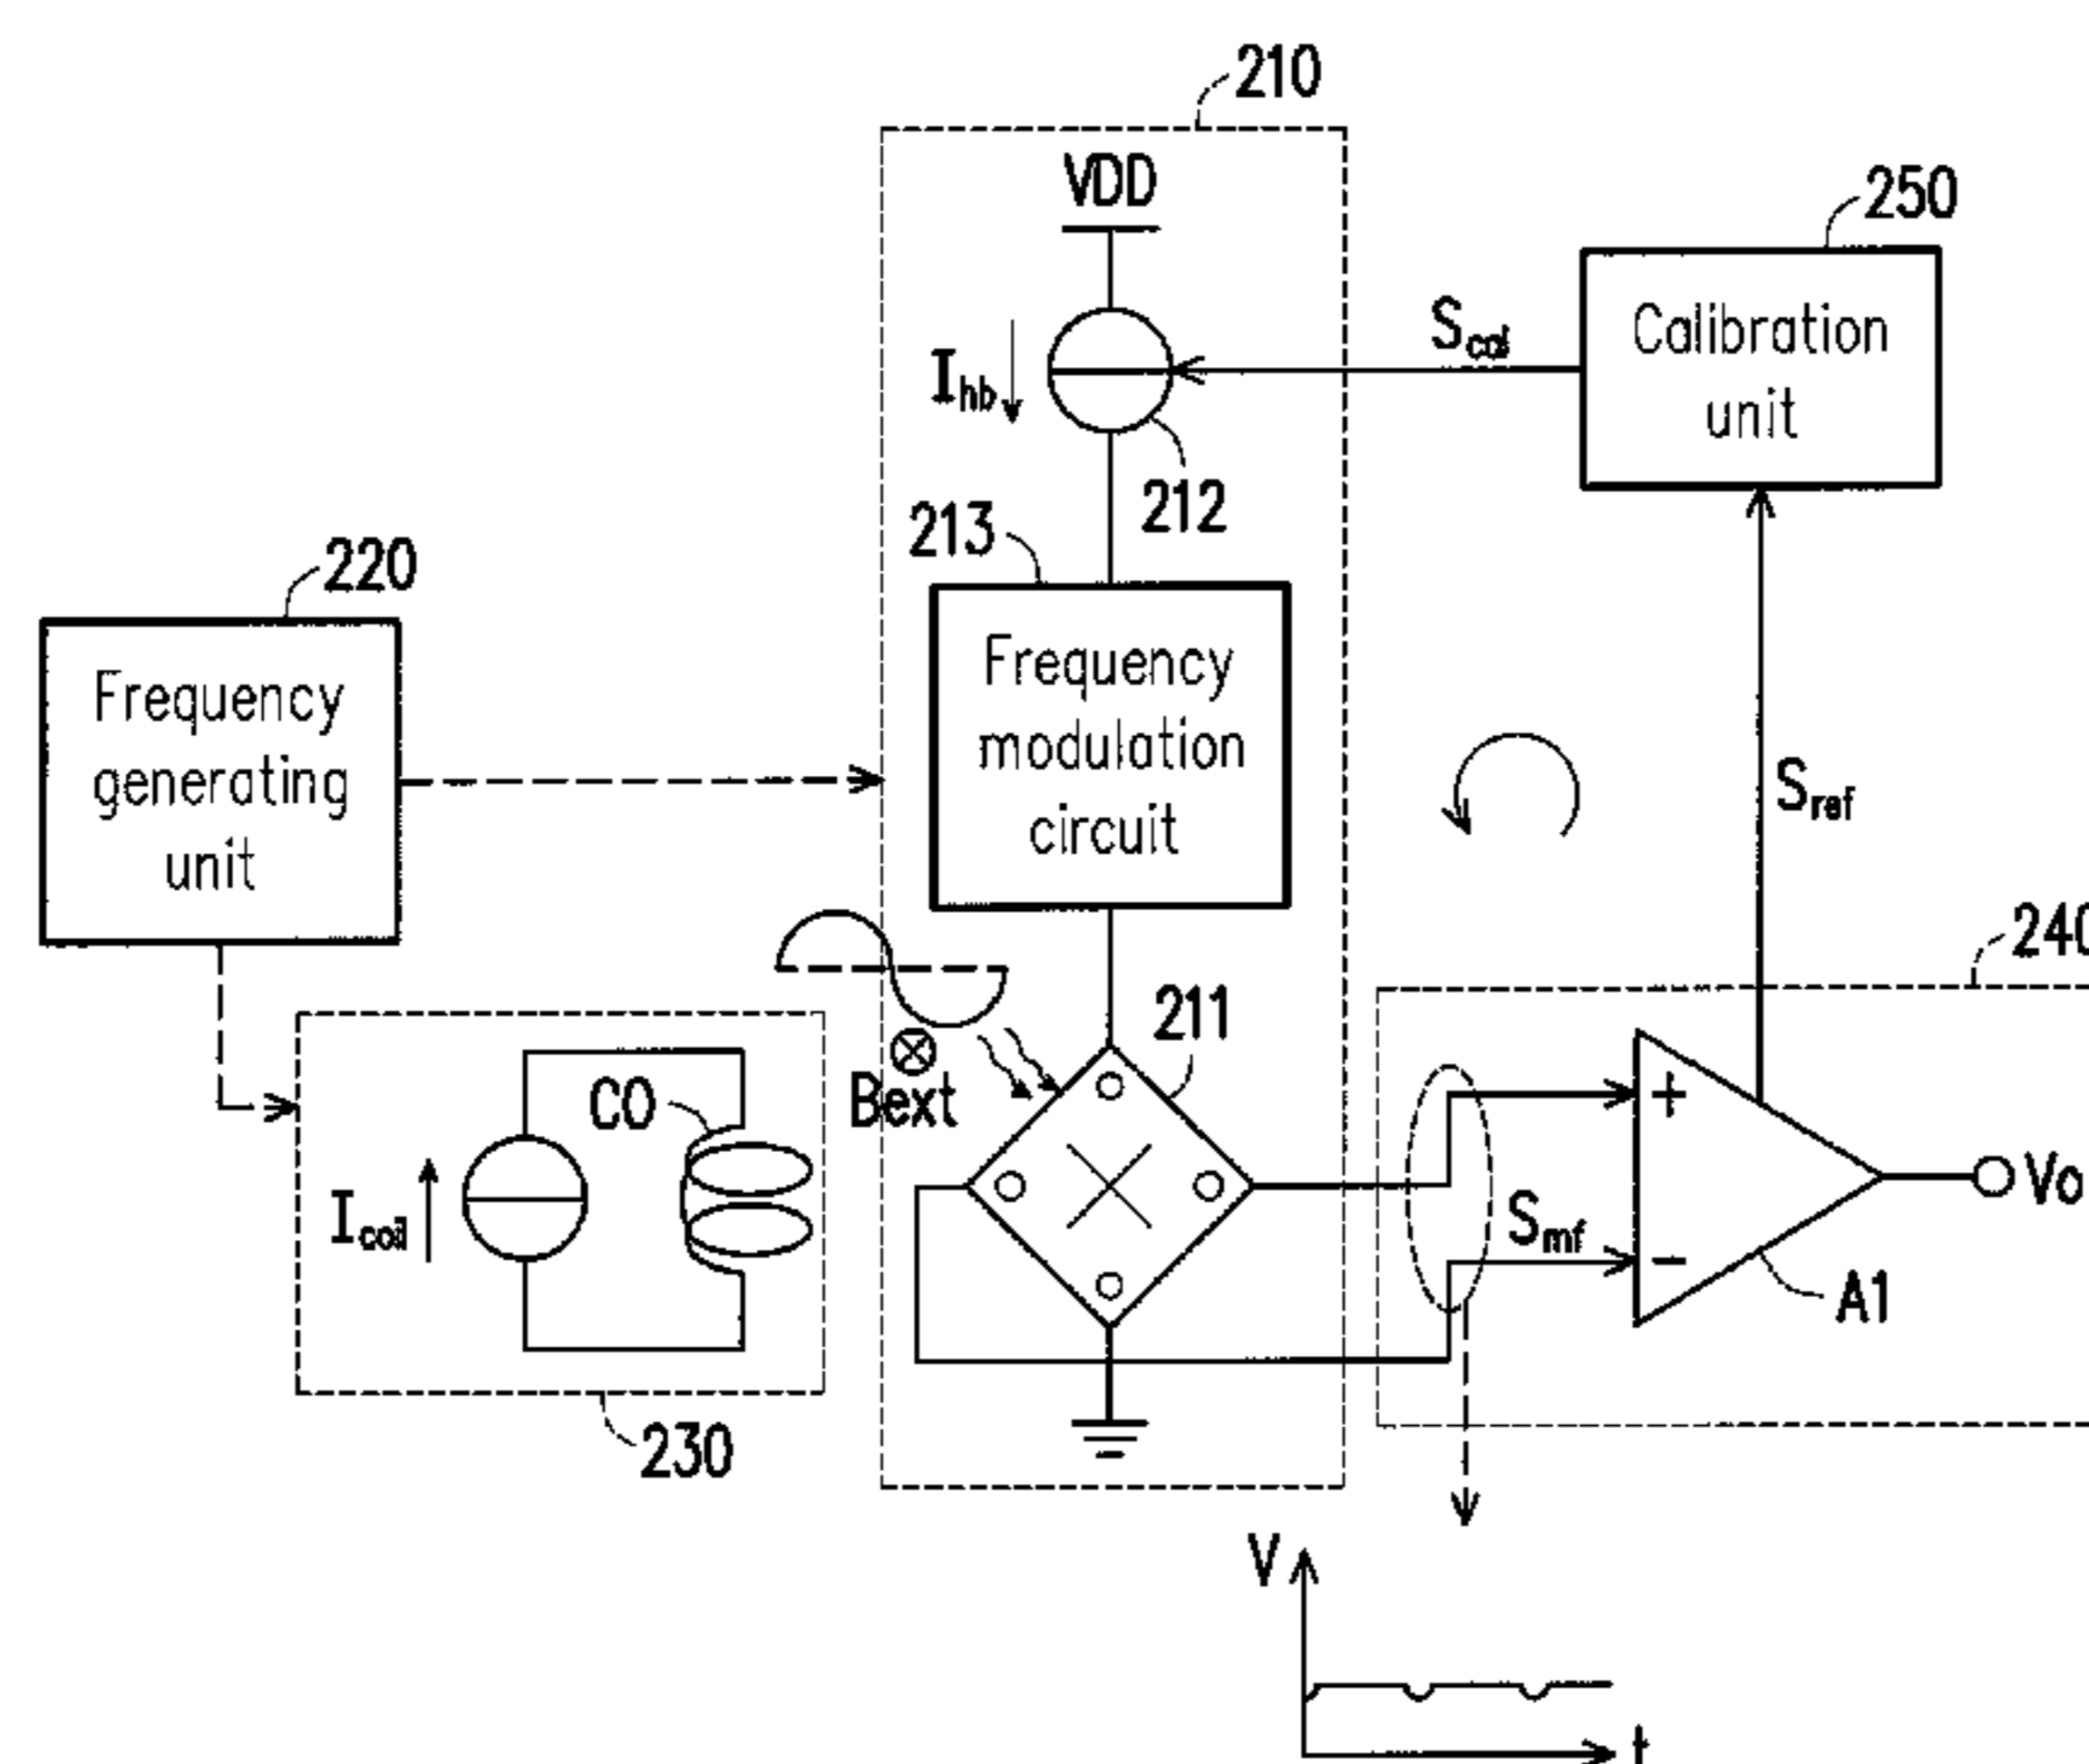 210
VDD
250
Calibration
unit
Scal
Ihb
212
213
Frequency
modulation
circuit
220
Frequency
generating
unit
Sref
240
211
Bext
CO
Icoil
+
Smf
−
Vo
A1
230
V
t